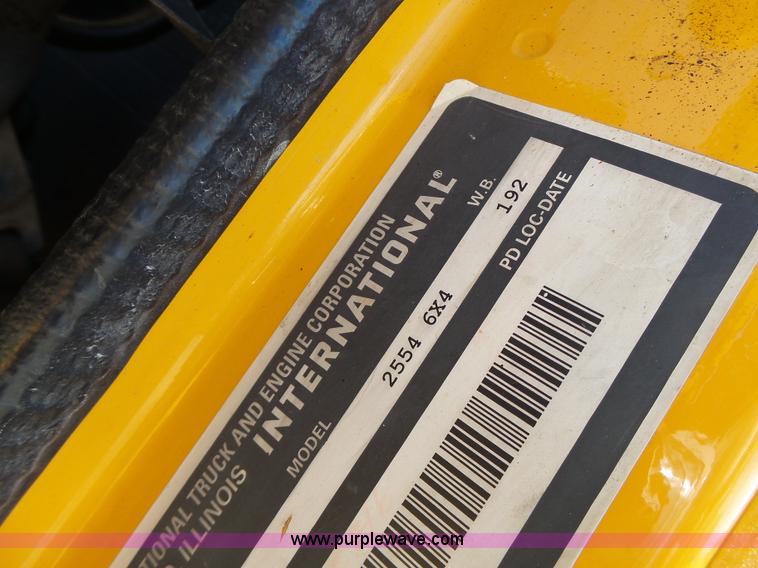 TIONAL TRUCK AND ENGINE CORPORATION
ILLINOIS INTERNATIONAL®
MODEL W.B.
2554 6X4 192
PD LOC-DATE
www.purplewave.com